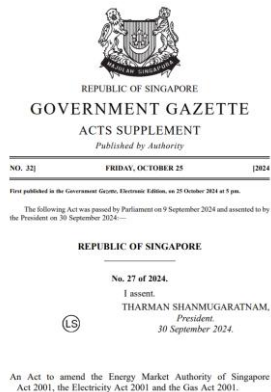 MAJULAH SINGAPURA
REPUBLIC OF SINGAPORE
GOVERNMENT GAZETTE
ACTS SUPPLEMENT
Published by Authority
NO. 32] FRIDAY, OCTOBER 25 [2024
First published in the Government Gazette, Electronic Edition, on 25 October 2024 at 5 pm.
The following Act was passed by Parliament on 9 September 2024 and assented to by
the President on 30 September 2024:—
REPUBLIC OF SINGAPORE
No. 27 of 2024.
I assent.
THARMAN SHANMUGARATNAM,
President.
30 September 2024.
LS
An Act to amend the Energy Market Authority of Singapore
Act 2001, the Electricity Act 2001 and the Gas Act 2001.